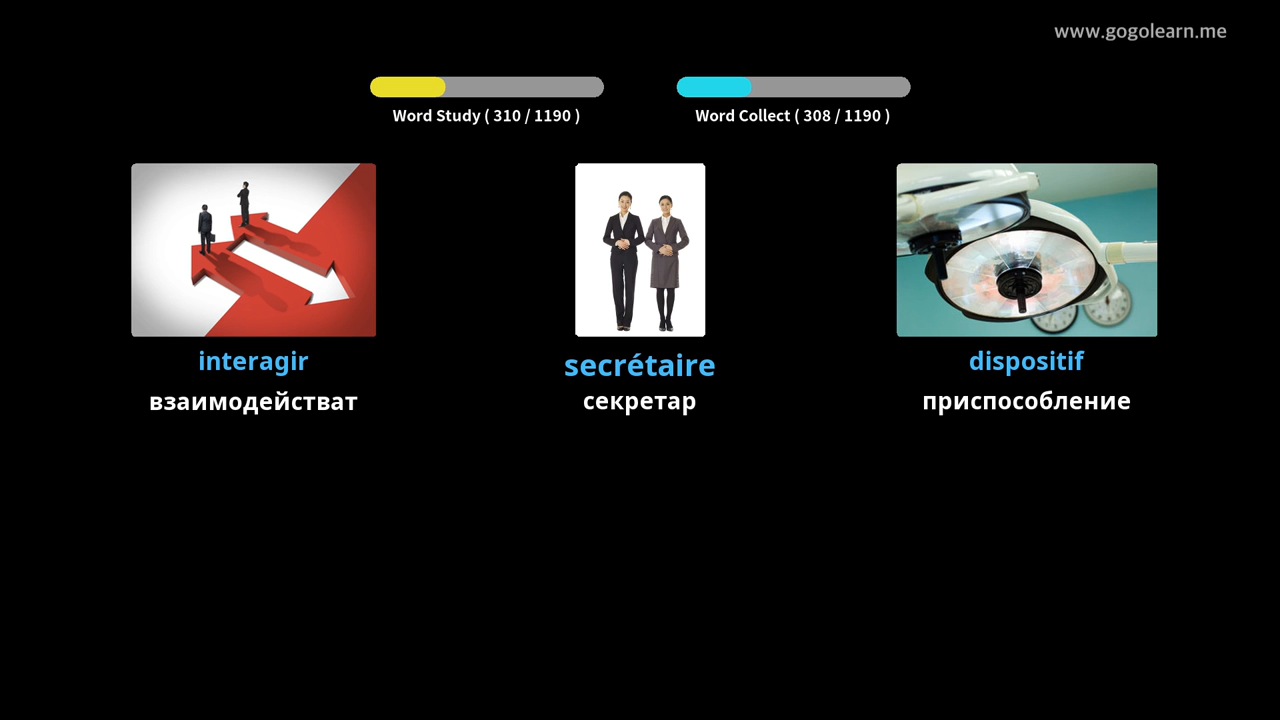 www.gogolearn.me
Word Study ( 310 / 1190 )
Word Collect ( 308 / 1190 )
interagir
secrétaire
dispositif
взаимодействат
секретар
приспособление